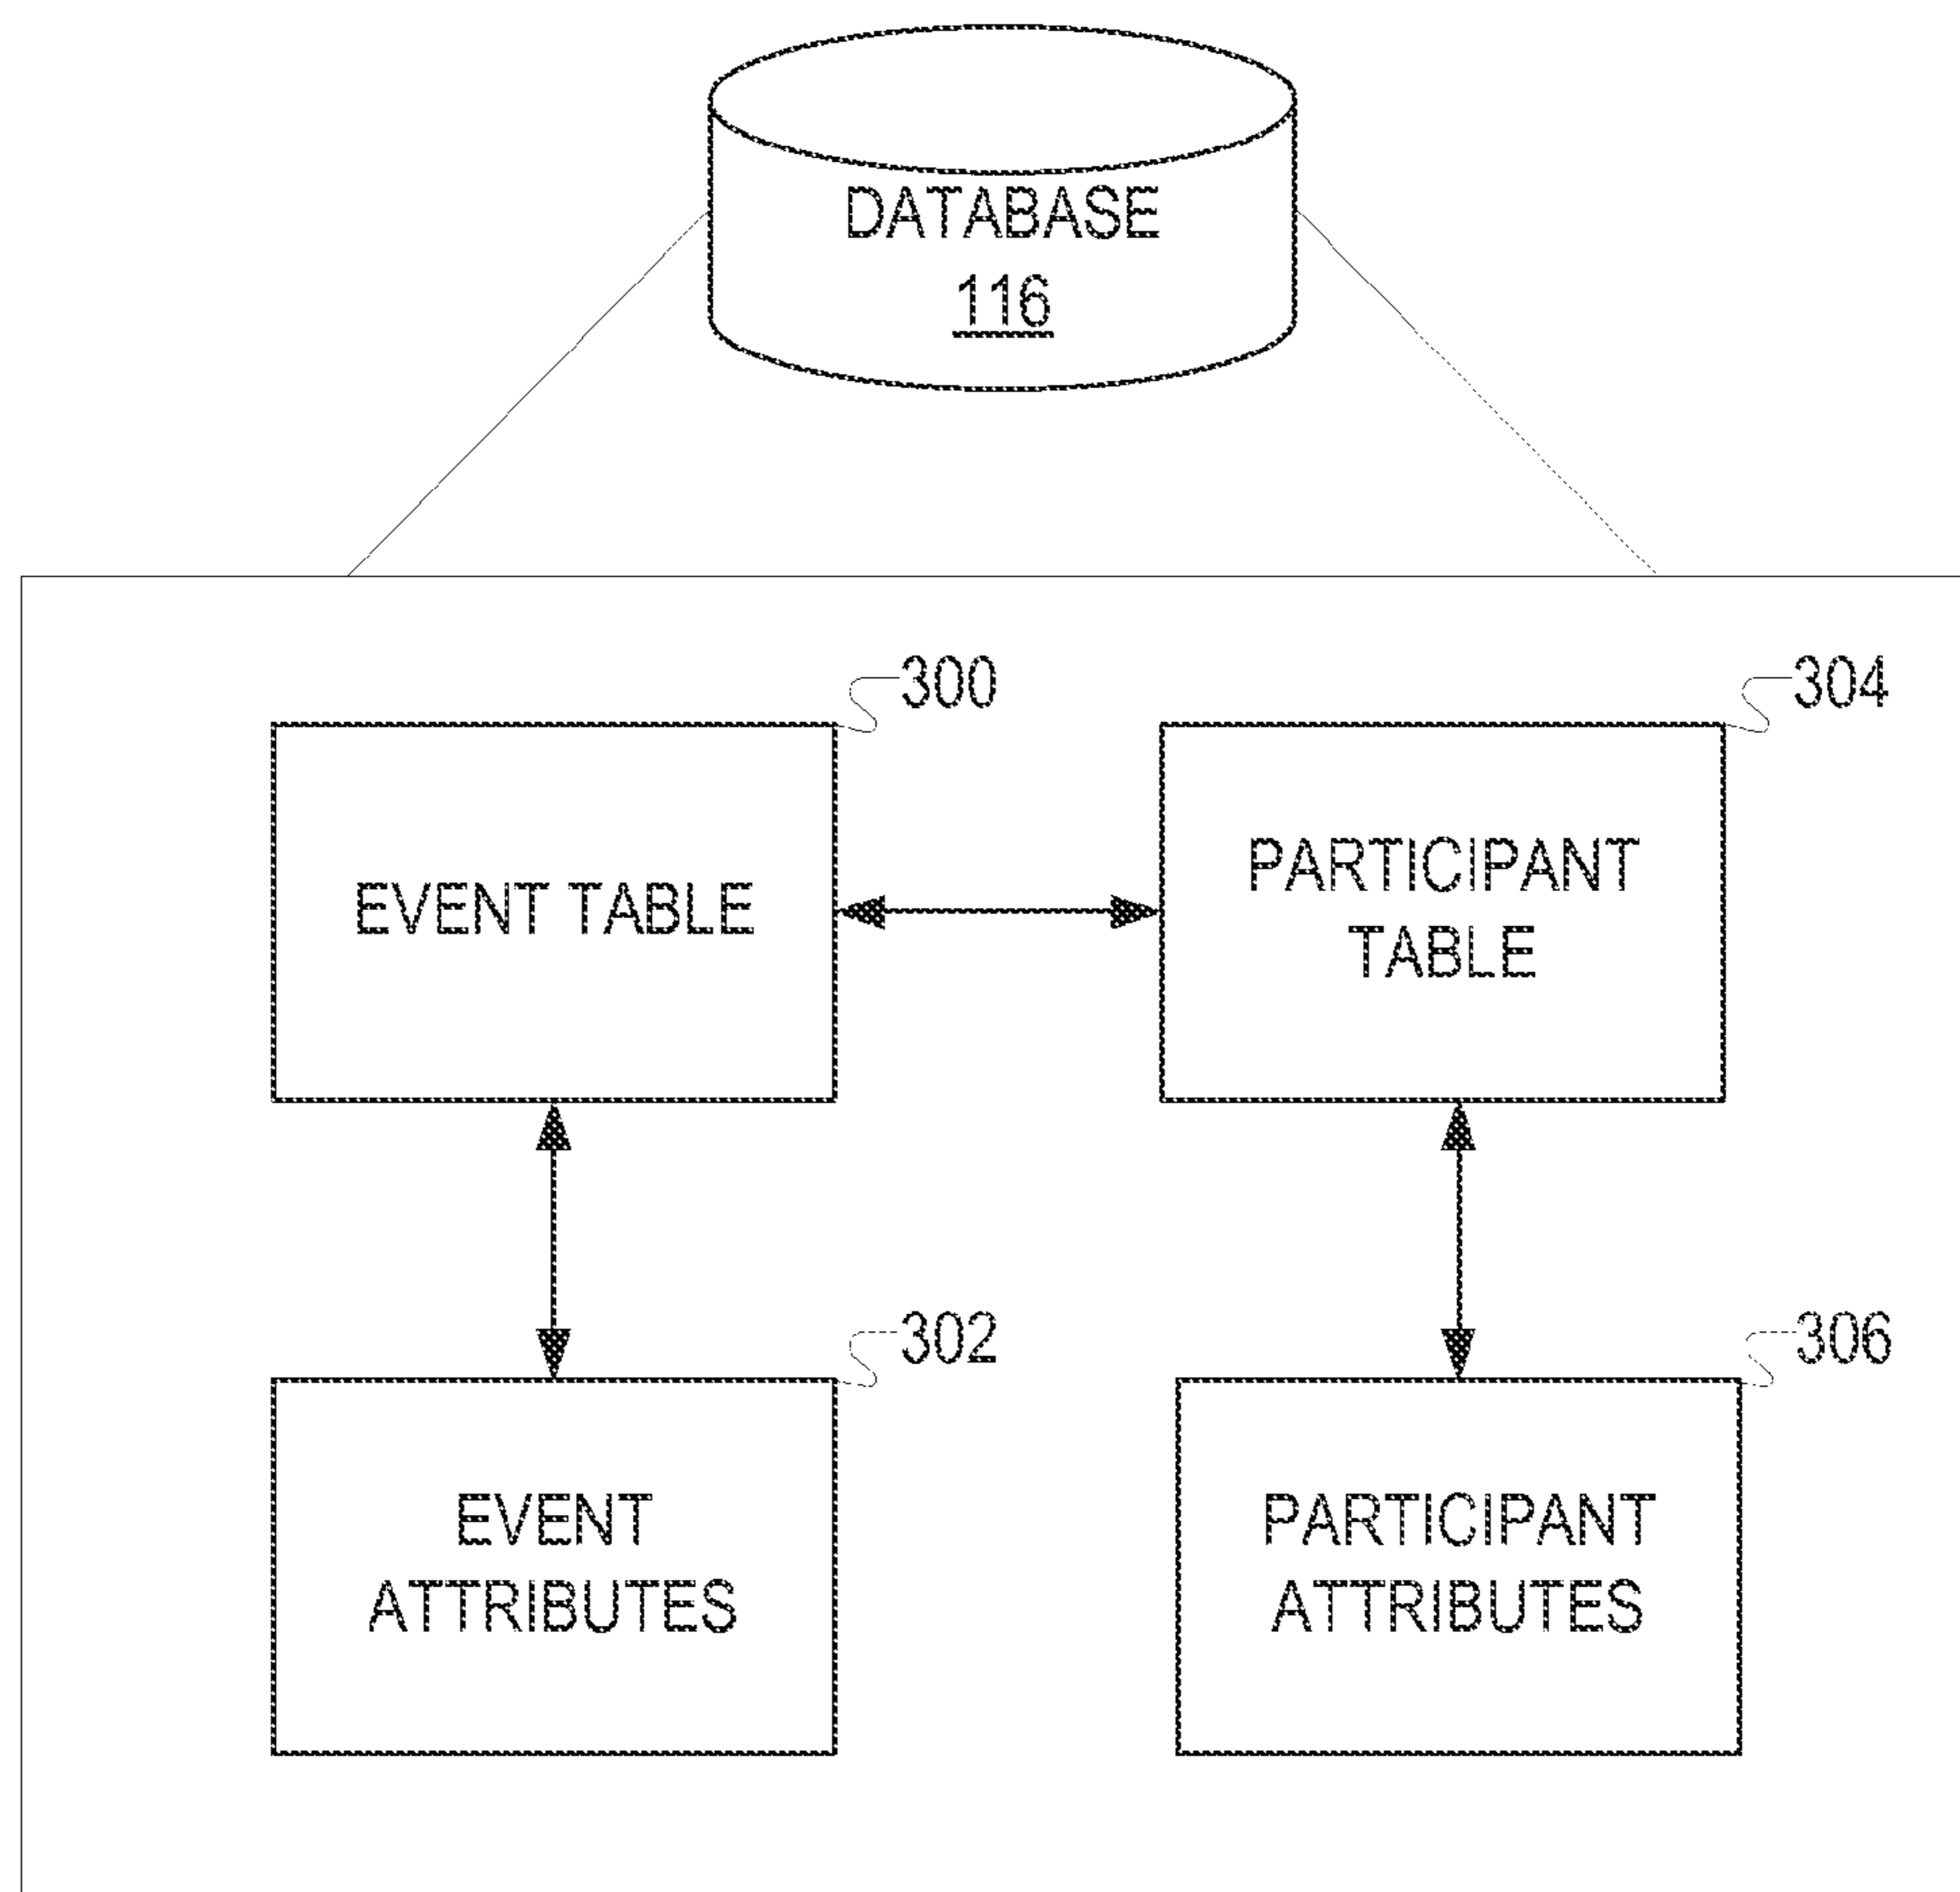 DATABASE
116
300
304
EVENT TABLE
PARTICIPANT
TABLE
302
306
EVENT
ATTRIBUTES
PARTICIPANT
ATTRIBUTES